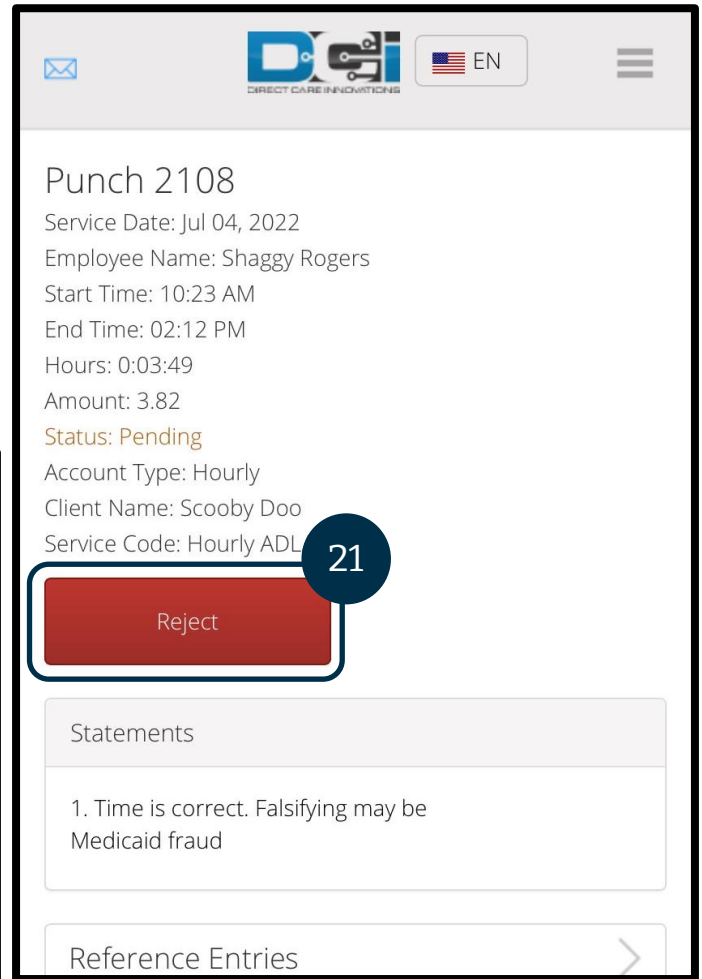 DCi
DIRECT CARE INNOVATIONS
EN
Punch 2108
Service Date: Jul 04, 2022
Employee Name: Shaggy Rogers
Start Time: 10:23 AM
End Time: 02:12 PM
Hours: 0:03:49
Amount: 3.82
Status: Pending
Account Type: Hourly
Client Name: Scooby Doo
Service Code: Hourly ADL
21
Reject
Statements
1. Time is correct. Falsifying may be
Medicaid fraud
Reference Entries